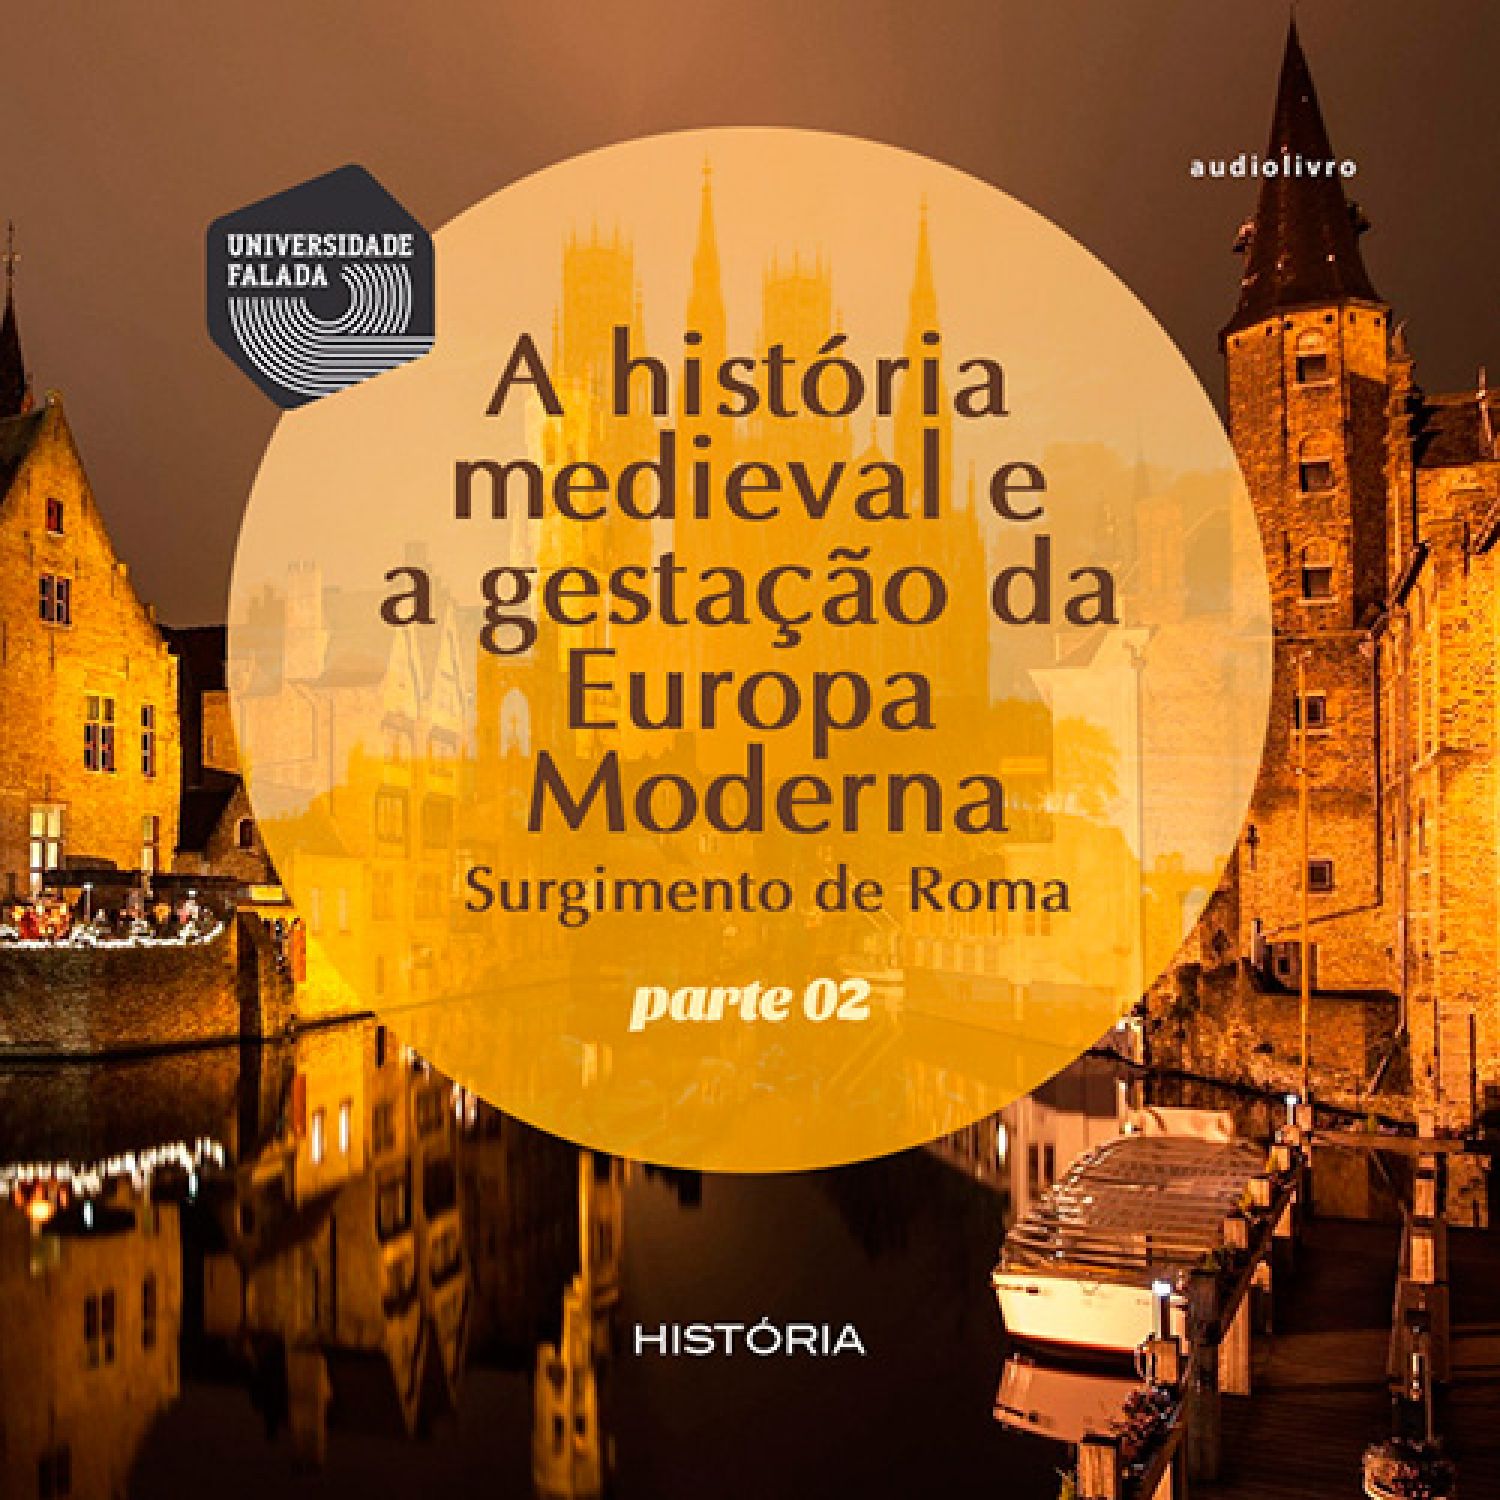 audiolivro
UNIVERSIDADE
FALADA
A história
medieval e
a gestação da
Europa
Moderna
Surgimento de Roma
parte 02
HISTÓRIA